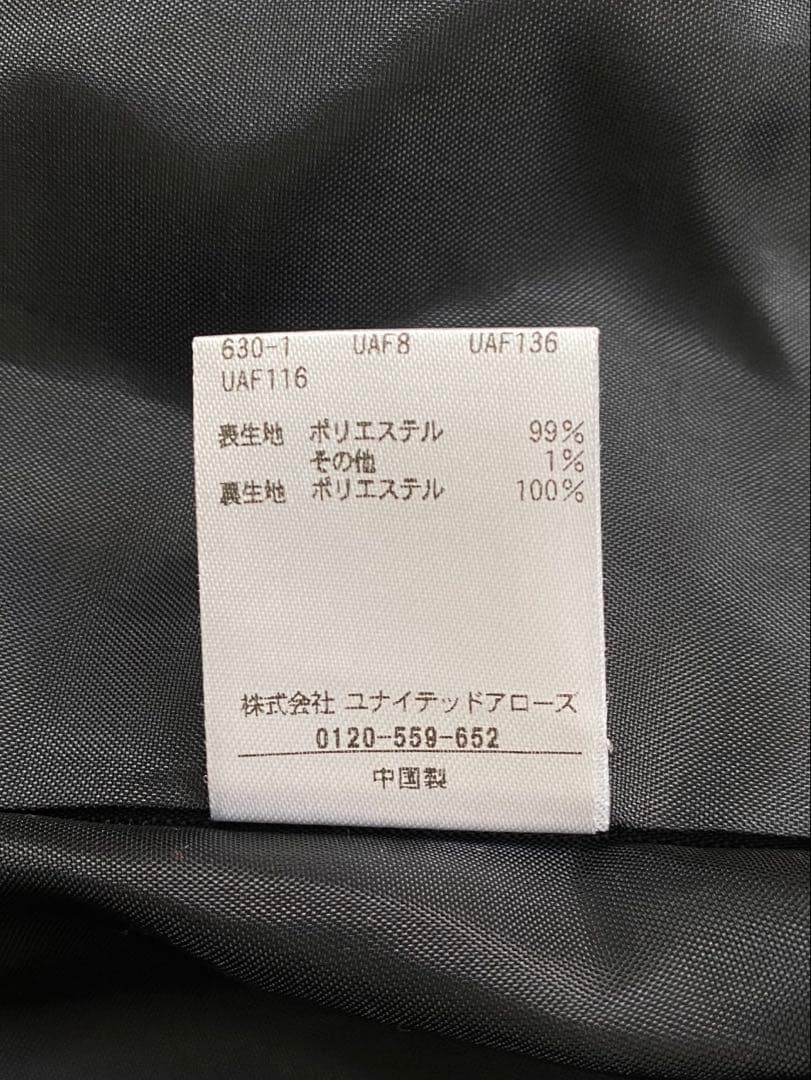 630-1 UAF8 UAF136
UAF116
表生地 ポリエステル 99%
その他 1%
裏生地 ポリエステル 100%
株式会社 ユナイテッドアローズ
0120-559-652
中国製